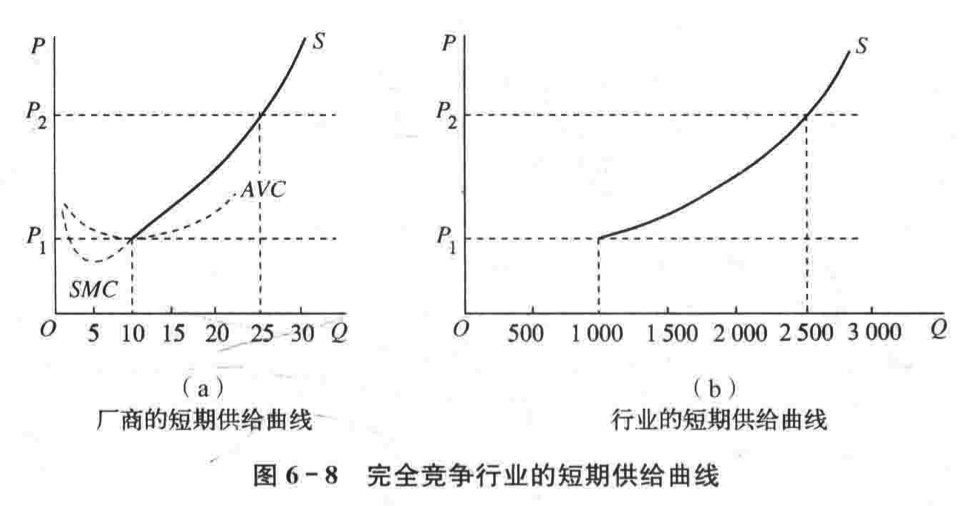 P S P S
P₂ P₂
AVC
P₁ P₁
SMC
O 5 10 15 20 25 30 Q O 500 1 000 1 500 2 000 2 500 3 000 Q
（a） （b）
厂商的短期供给曲线 行业的短期供给曲线
图 6-8 完全竞争行业的短期供给曲线